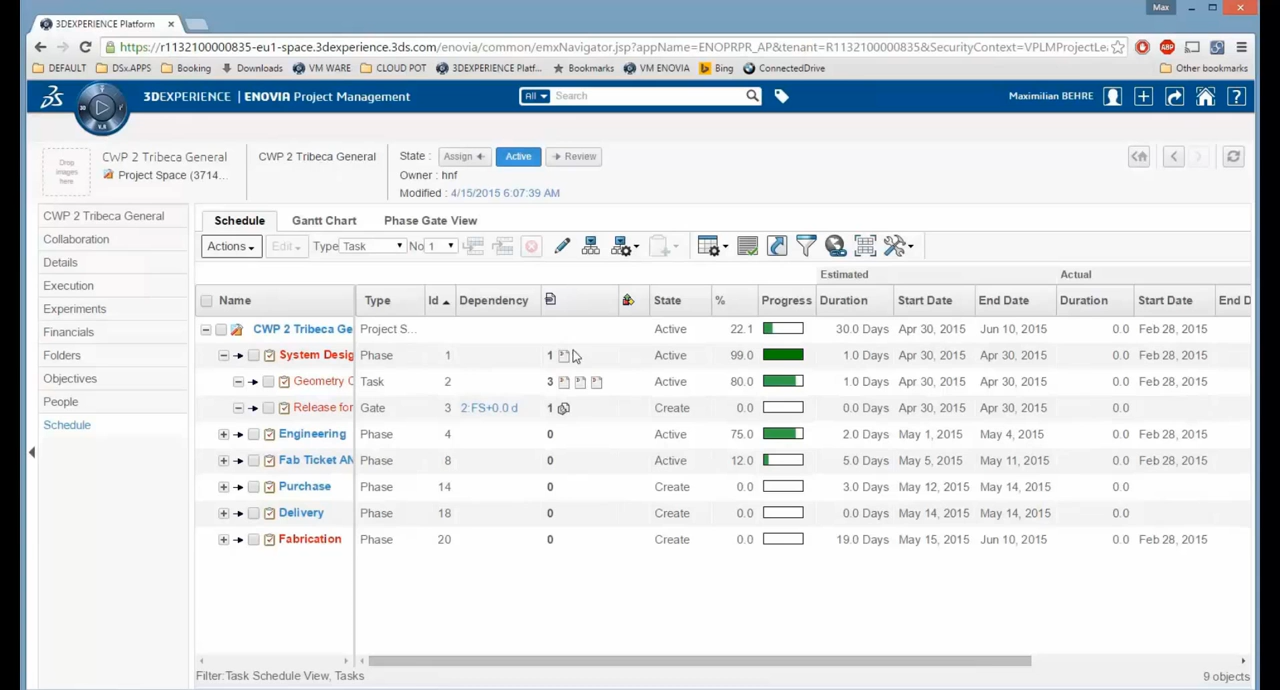 Max
3DEXPERIENCE Platform
https://r1132100000835-eu1-space.3dexperience.3ds.com/enovia/common/emxNavigator.jsp?appName=ENOPRPR_AP&tenant=R1132100000835&SecurityContext=VPLMProjectLe
DEFAULT DSx.APPS Booking Downloads VM WARE CLOUD POT 3DEXPERIENCE Platf... Bookmarks VM ENOVIA Bing ConnectedDrive Other bookmarks
3DEXPERIENCE | ENOVIA Project Management All Search Maximilian BEHRE
Drop images here
CWP 2 Tribeca General
Project Space (3714...
CWP 2 Tribeca General
State : Assign Active Review
Owner : hnf
Modified : 4/15/2015 6:07:39 AM
CWP 2 Tribeca General
Collaboration
Details
Execution
Experiments
Financials
Folders
Objectives
People
Schedule
Schedule Gantt Chart Phase Gate View
Actions Edit Type Task No 1
Estimated Actual
Name Type Id Dependency State % Progress Duration Start Date End Date Duration Start Date End D
CWP 2 Tribeca Ge Project S... Active 22.1 30.0 Days Apr 30, 2015 Jun 10, 2015 0.0 Feb 28, 2015
System Desig Phase 1 1 Active 99.0 1.0 Days Apr 30, 2015 Apr 30, 2015 0.0 Feb 28, 2015
Geometry C Task 2 3 Active 80.0 1.0 Days Apr 30, 2015 Apr 30, 2015 0.0 Feb 28, 2015
Release for Gate 3 2:FS+0.0 d 1 Create 0.0 0.0 Days Apr 30, 2015 Apr 30, 2015 0.0
Engineering Phase 4 0 Active 75.0 2.0 Days May 1, 2015 May 4, 2015 0.0 Feb 28, 2015
Fab Ticket AN Phase 8 0 Active 12.0 5.0 Days May 5, 2015 May 11, 2015 0.0 Feb 28, 2015
Purchase Phase 14 0 Create 0.0 3.0 Days May 12, 2015 May 14, 2015 0.0
Delivery Phase 18 0 Create 0.0 0.0 Days May 14, 2015 May 14, 2015 0.0
Fabrication Phase 20 0 Create 0.0 19.0 Days May 15, 2015 Jun 10, 2015 0.0 Feb 28, 2015
Filter:Task Schedule View, Tasks 9 objects